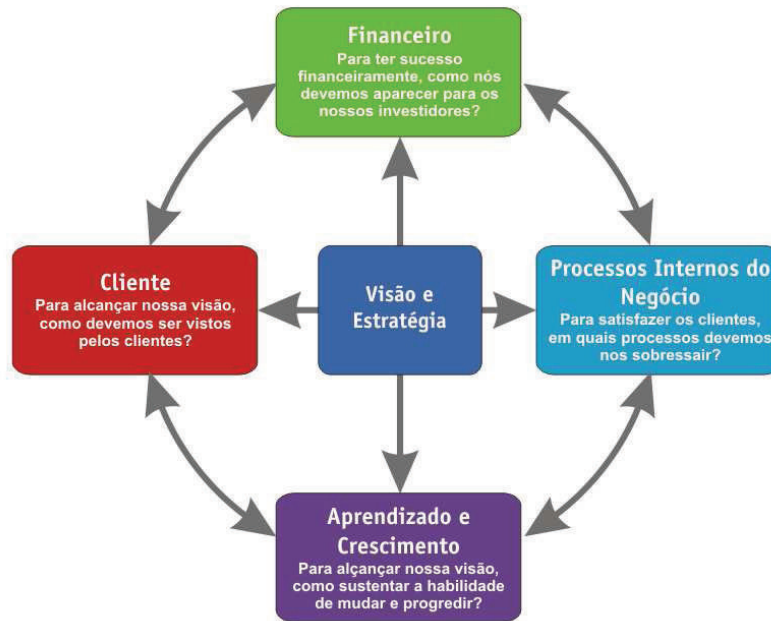 Financeiro
Para ter sucesso
financeiramente, como nós
devemos aparecer para os
nossos investidores?
Cliente
Para alcançar nossa visão,
como devemos ser vistos
pelos clientes?
Visão e
Estratégia
Processos Internos do
Negócio
Para satisfazer os clientes,
em quais processos devemos
nos sobressair?
Aprendizado e
Crescimento
Para alçançar nossa visão,
como sustentar a habilidade
de mudar e progredir?